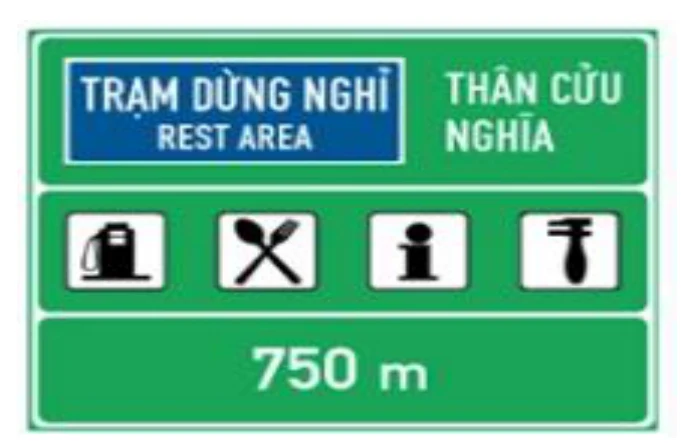 TRẠM DỪNG NGHỈ
REST AREA
THÂN CỬU
NGHĨA
750 m